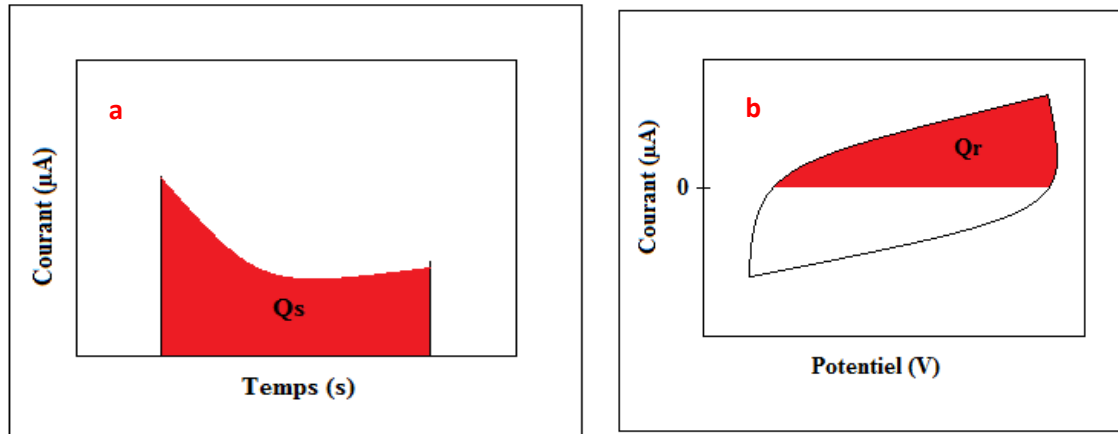 a
Courant (µA)
Qs
Temps (s)
b
Courant (µA)
0
Qr
Potentiel (V)